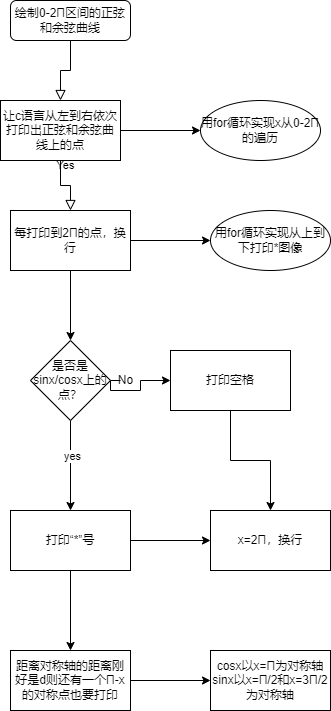 绘制0-2Π区间的正弦
和余弦曲线
让c语言从左到右依次
打印出正弦和余弦曲
线上的点
用for循环实现x从0-2Π
的遍历
Yes
每打印到2Π的点，换
行
用for循环实现从上到
下打印*图像
是否是
sinx/cosx上的
点？
No
打印空格
yes
打印“*”号
x=2Π，换行
距离对称轴的距离刚
好是d则还有一个Π-x
的对称点也要打印
cosx以x=Π为对称轴
sinx以x=Π/2和x=3Π/2
为对称轴